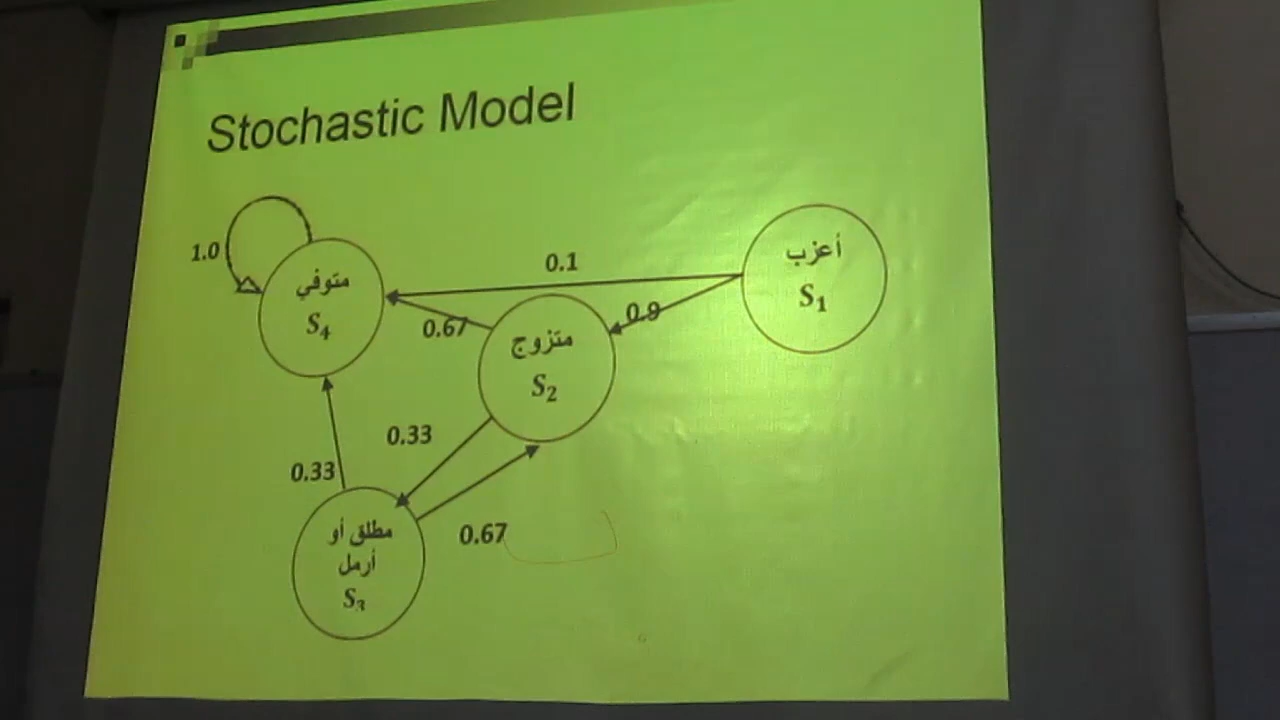 Stochastic Model
1.0
متوفي
S₄
0.1
أعزب
S₁
0.9
0.67
متزوج
S₂
0.33
0.33
0.67
مطلق أو
أرمل
S₃